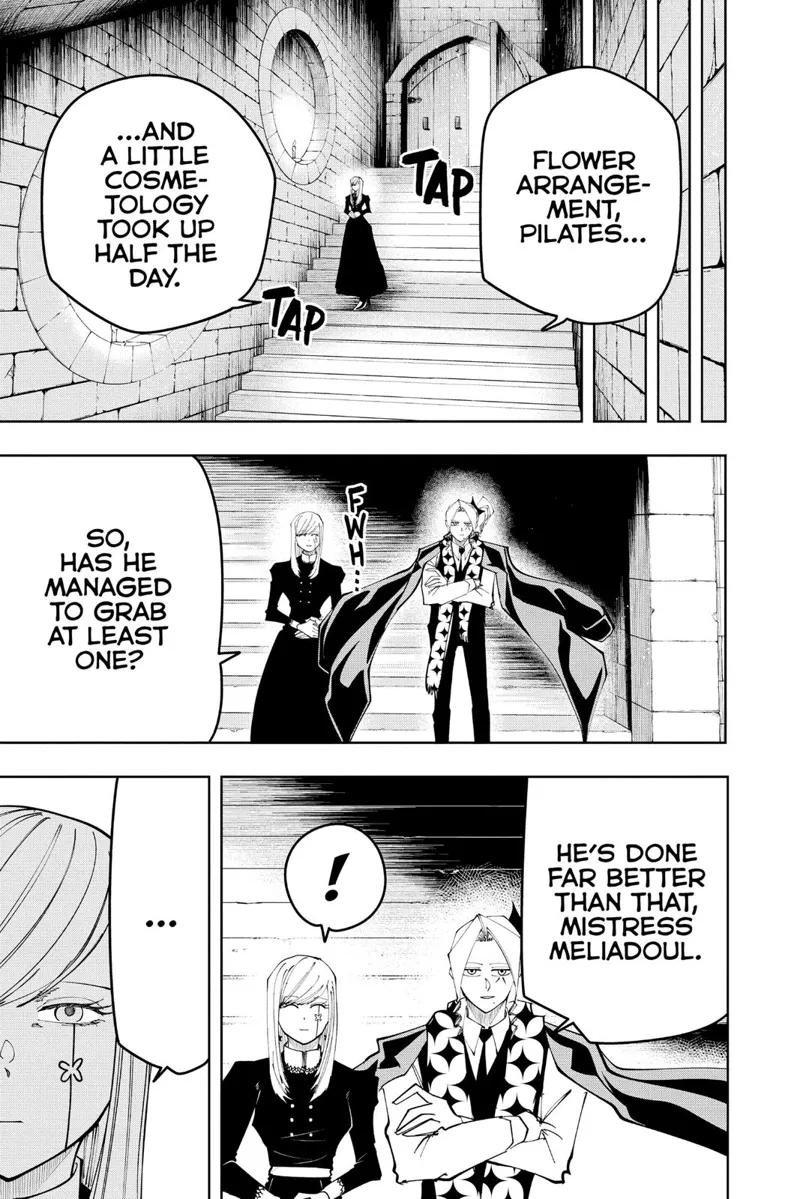 FLOWER
ARRANGE-
MENT,
PILATES...
TAP
...AND
A LITTLE
COSME-
TOLOGY
TOOK UP
HALF THE
DAY.
TAP
FWH...
SO,
HAS HE
MANAGED
TO GRAB
AT LEAST
ONE?
HE'S DONE
FAR BETTER
THAN THAT,
MISTRESS
MELIADOUL.
!
...